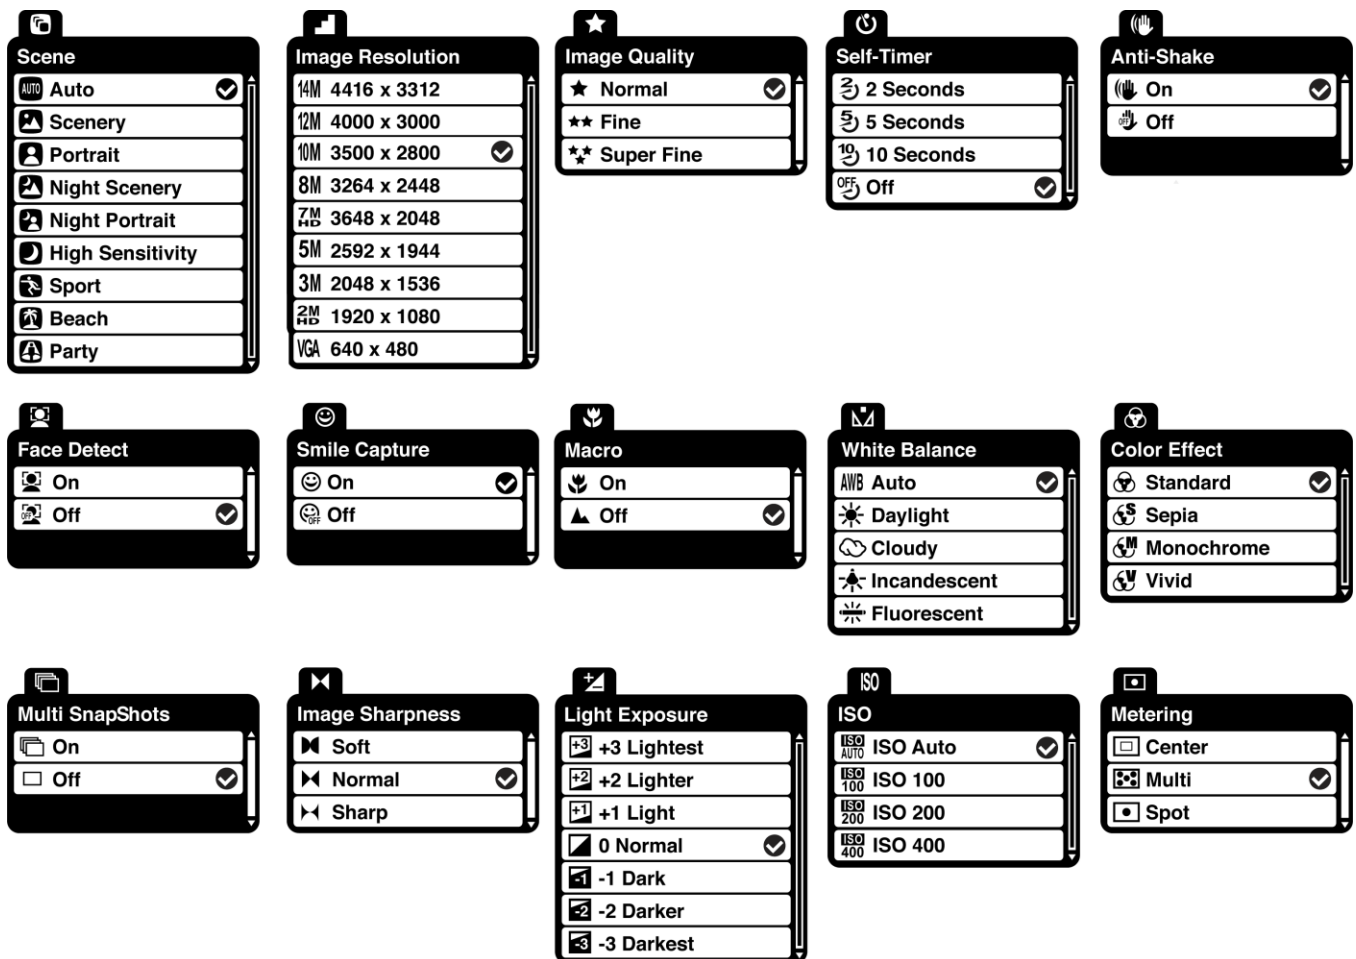 Scene
AUTO Auto
Scenery
Portrait
Night Scenery
Night Portrait
High Sensitivity
Sport
Beach
Party
Image Resolution
14M 4416 x 3312
12M 4000 x 3000
10M 3500 x 2800
8M 3264 x 2448
7M HD 3648 x 2048
5M 2592 x 1944
3M 2048 x 1536
2M HD 1920 x 1080
VGA 640 x 480
Image Quality
Normal
Fine
Super Fine
Self-Timer
2 2 Seconds
5 5 Seconds
10 10 Seconds
OFF Off
Anti-Shake
On
OFF Off
Face Detect
On
OFF Off
Smile Capture
On
OFF Off
Macro
On
Off
White Balance
AWB Auto
Daylight
Cloudy
Incandescent
Fluorescent
Color Effect
Standard
S Sepia
M Monochrome
V Vivid
Multi SnapShots
On
Off
Image Sharpness
Soft
Normal
Sharp
Light Exposure
+3 +3 Lightest
+2 +2 Lighter
+1 +1 Light
0 Normal
-1 -1 Dark
-2 -2 Darker
-3 -3 Darkest
ISO
ISO
ISO AUTO ISO Auto
ISO 100 ISO 100
ISO 200 ISO 200
ISO 400 ISO 400
Metering
Center
Multi
Spot